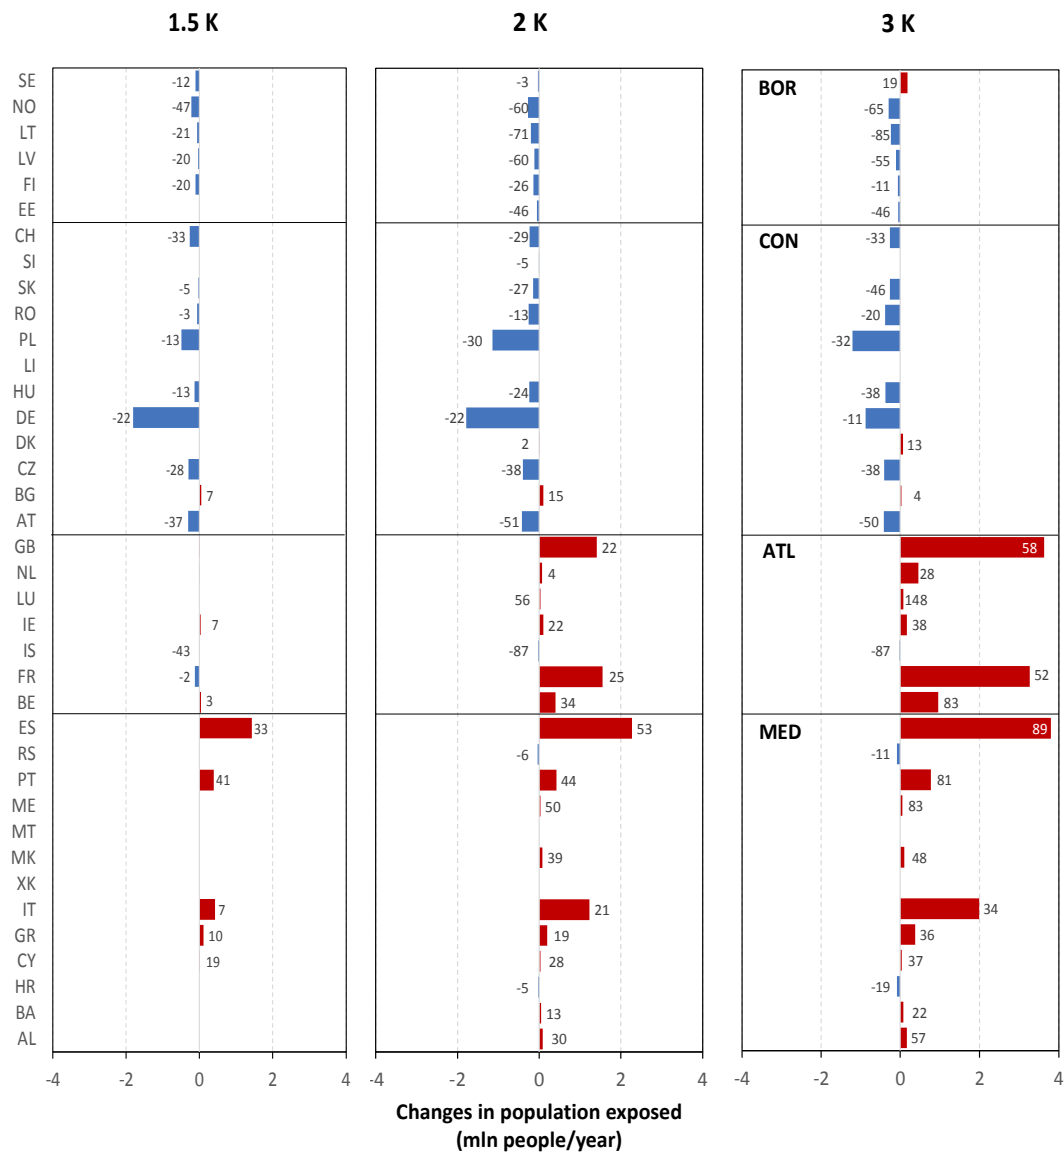 1.5 K 2 K 3 K
SE -12 -3 BOR 19
NO -47 -60 -65
LT -21 -71 -85
LV -20 -60 -55
FI -20 -26 -11
EE -46 -46
CH -33 -29 CON -33
SI -5
SK -5 -27 -46
RO -3 -13 -20
PL -13 -30 -32
LI
HU -13 -24 -38
DE -22 -22 -11
DK 2 13
CZ -28 -38 -38
BG 7 15 4
AT -37 -51 -50
GB 22 ATL 58
NL 4 28
LU 56 148
IE 7 22 38
IS -43 -87 -87
FR -2 25 52
BE 3 34 83
ES 33 53 MED 89
RS -6 -11
PT 41 44 81
ME 50 83
MT
MK 39 48
XK
IT 7 21 34
GR 10 19 36
CY 19 28 37
HR -5 -19
BA 13 22
AL 30 57
-4 -2 0 2 4 -4 -2 0 2 4 -4 -2 0 2 4
Changes in population exposed
(mln people/year)